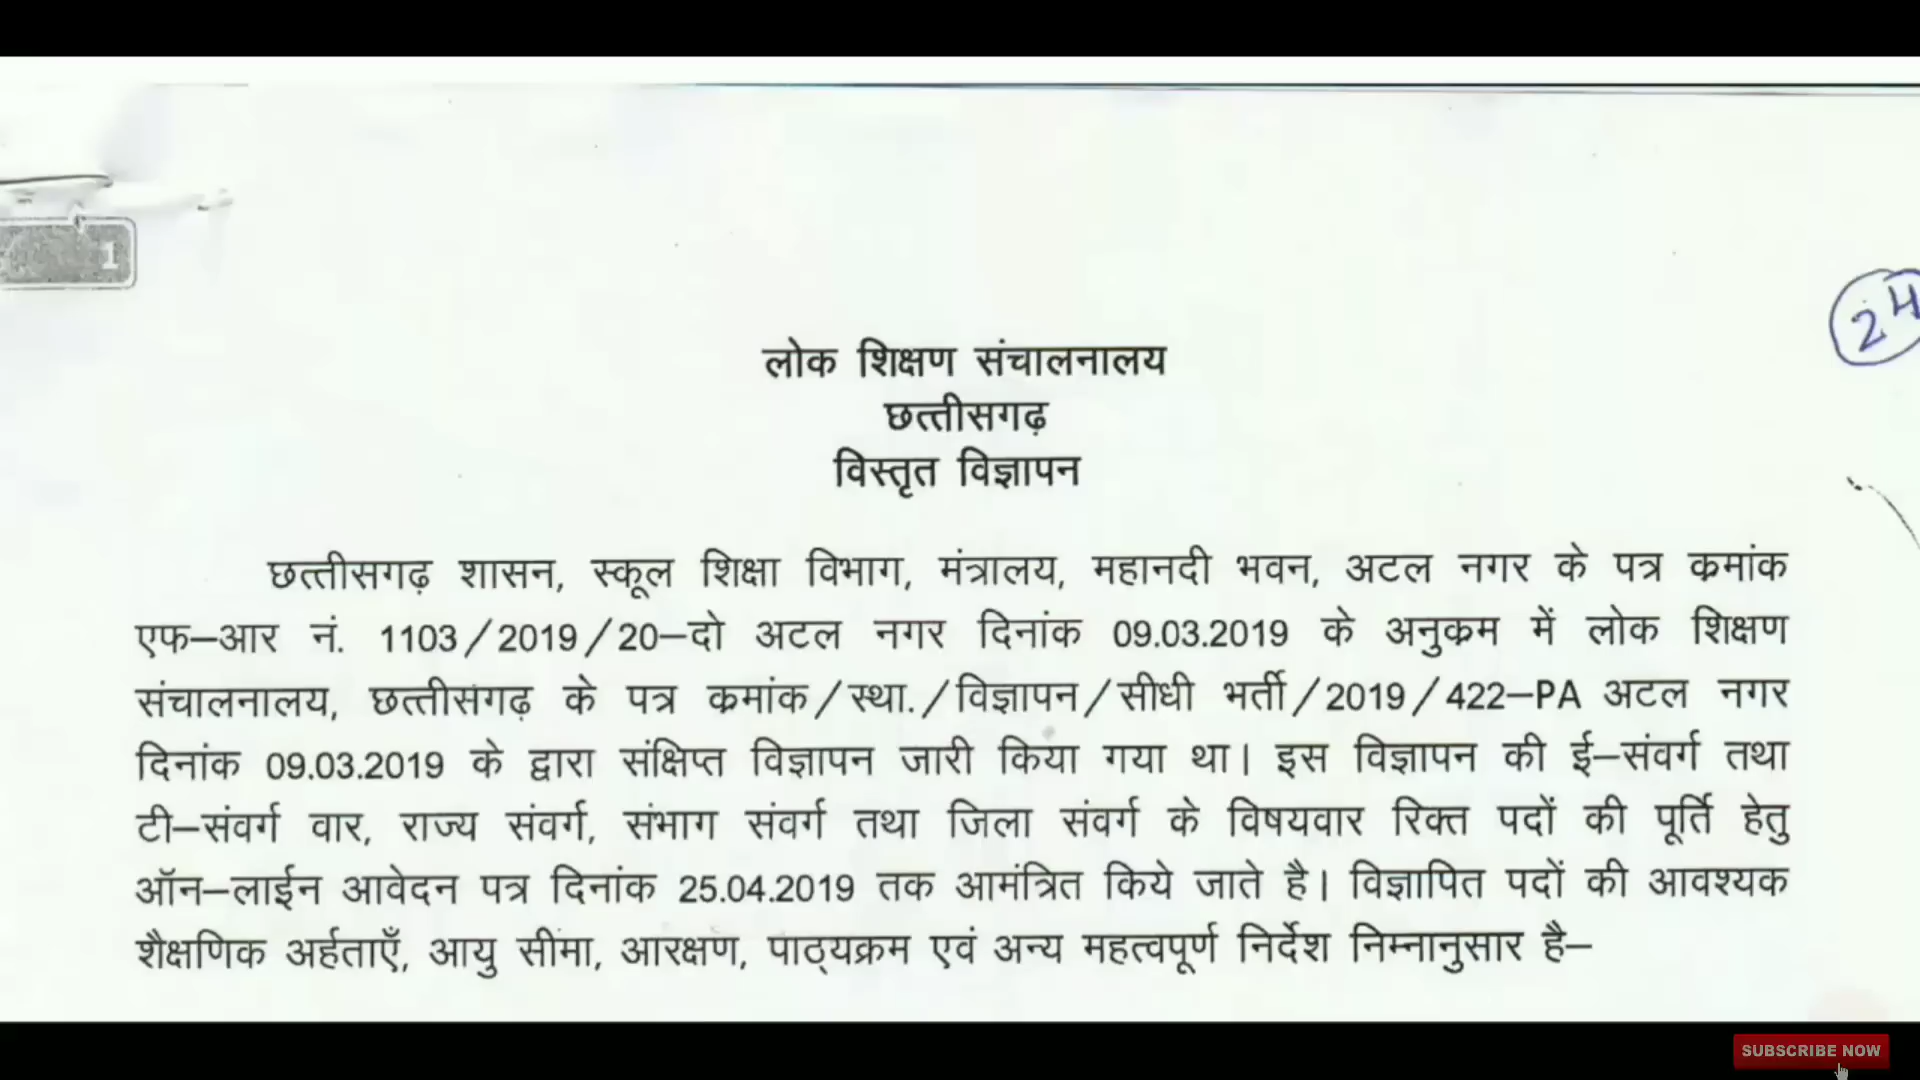 1
24
लोक शिक्षण संचालनालय
छत्तीसगढ़
विस्तृत विज्ञापन
छत्तीसगढ़ शासन, स्कूल शिक्षा विभाग, मंत्रालय, महानदी भवन, अटल नगर के पत्र क्रमांक
एफ–आर नं. 1103/2019/20–दो अटल नगर दिनांक 09.03.2019 के अनुक्रम में लोक शिक्षण
संचालनालय, छत्तीसगढ़ के पत्र क्रमांक/स्था./विज्ञापन/सीधी भर्ती/2019/422–PA अटल नगर
दिनांक 09.03.2019 के द्वारा संक्षिप्त विज्ञापन जारी किया गया था। इस विज्ञापन की ई–संवर्ग तथा
टी–संवर्ग वार, राज्य संवर्ग, संभाग संवर्ग तथा जिला संवर्ग के विषयवार रिक्त पदों की पूर्ति हेतु
ऑन–लाईन आवेदन पत्र दिनांक 25.04.2019 तक आमंत्रित किये जाते है। विज्ञापित पदों की आवश्यक
शैक्षणिक अर्हताएँ, आयु सीमा, आरक्षण, पाठ्यक्रम एवं अन्य महत्वपूर्ण निर्देश निम्नानुसार है–
SUBSCRIBE NOW